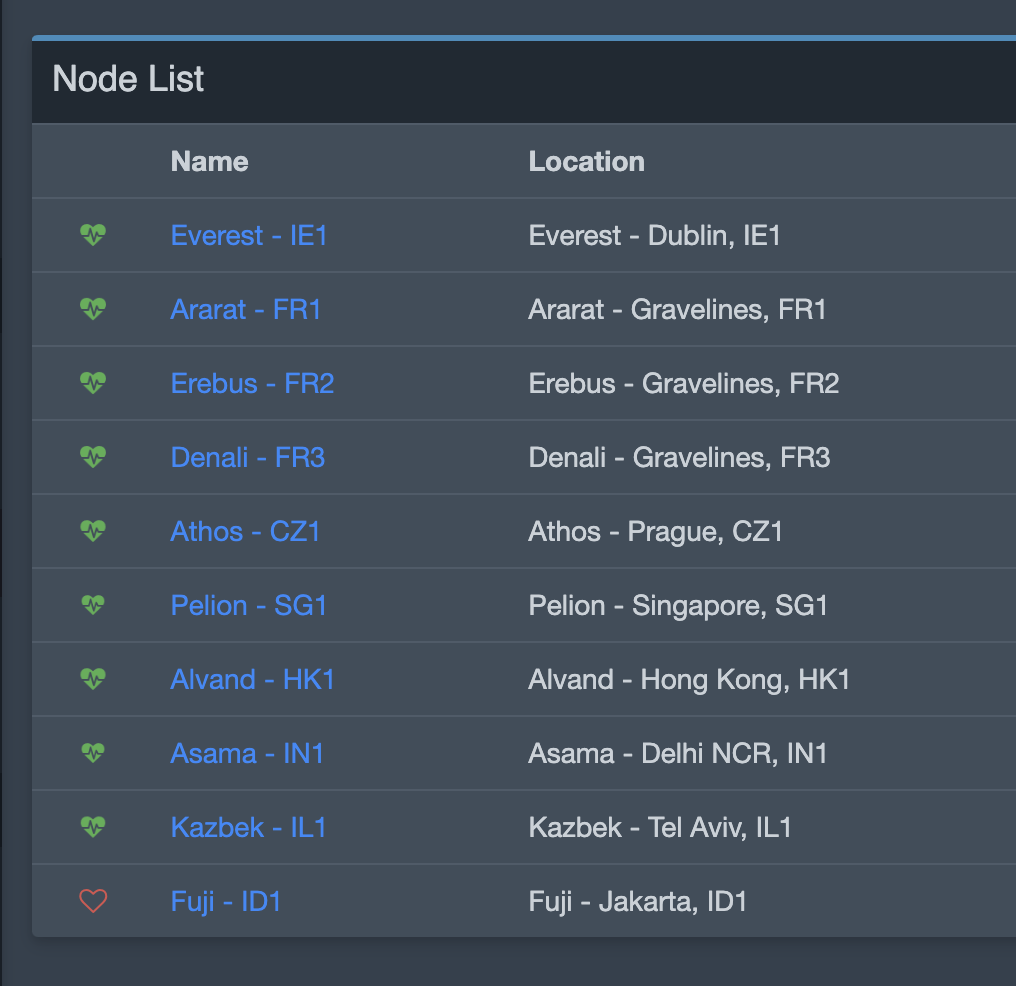 Node List
Name Location
Everest - IE1 Everest - Dublin, IE1
Ararat - FR1 Ararat - Gravelines, FR1
Erebus - FR2 Erebus - Gravelines, FR2
Denali - FR3 Denali - Gravelines, FR3
Athos - CZ1 Athos - Prague, CZ1
Pelion - SG1 Pelion - Singapore, SG1
Alvand - HK1 Alvand - Hong Kong, HK1
Asama - IN1 Asama - Delhi NCR, IN1
Kazbek - IL1 Kazbek - Tel Aviv, IL1
Fuji - ID1 Fuji - Jakarta, ID1